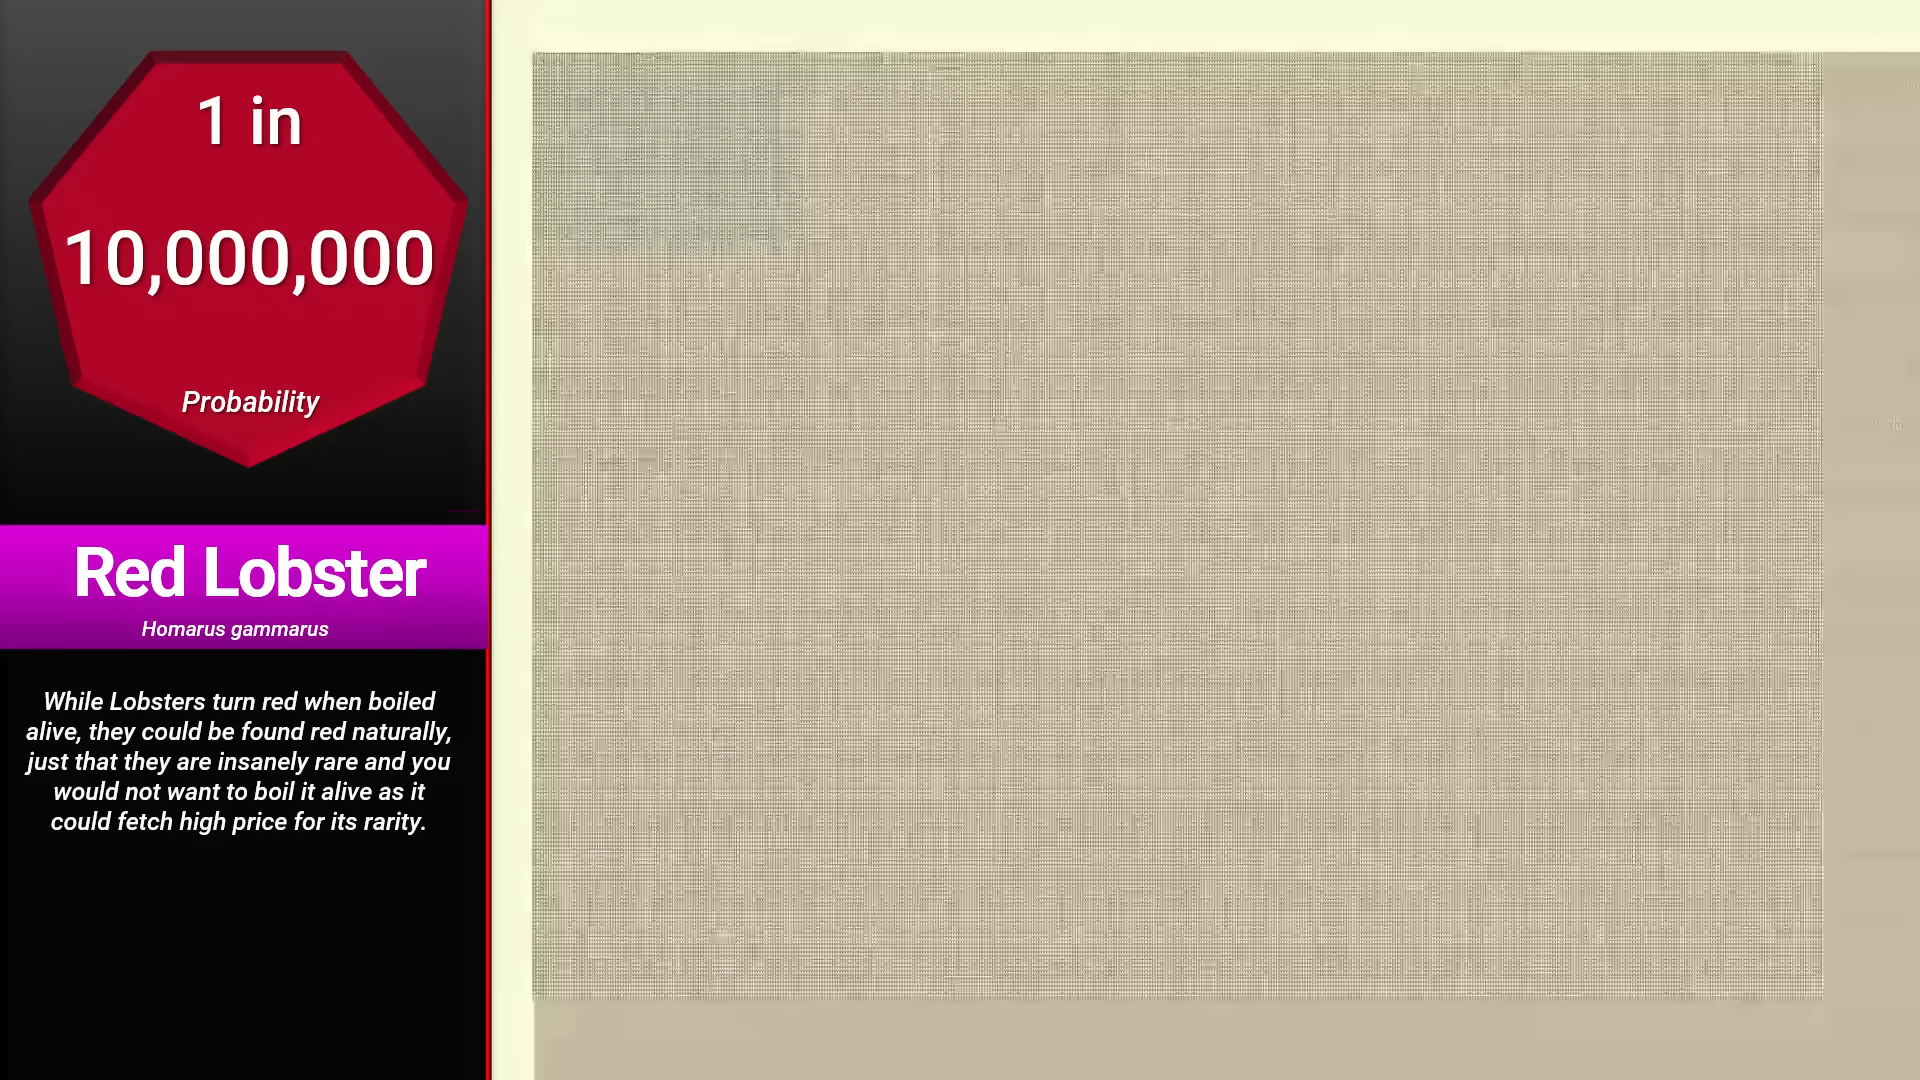 1 in
10,000,000
Probability
Red Lobster
Homarus gammarus
While Lobsters turn red when boiled
alive, they could be found red naturally,
just that they are insanely rare and you
would not want to boil it alive as it
could fetch high price for its rarity.